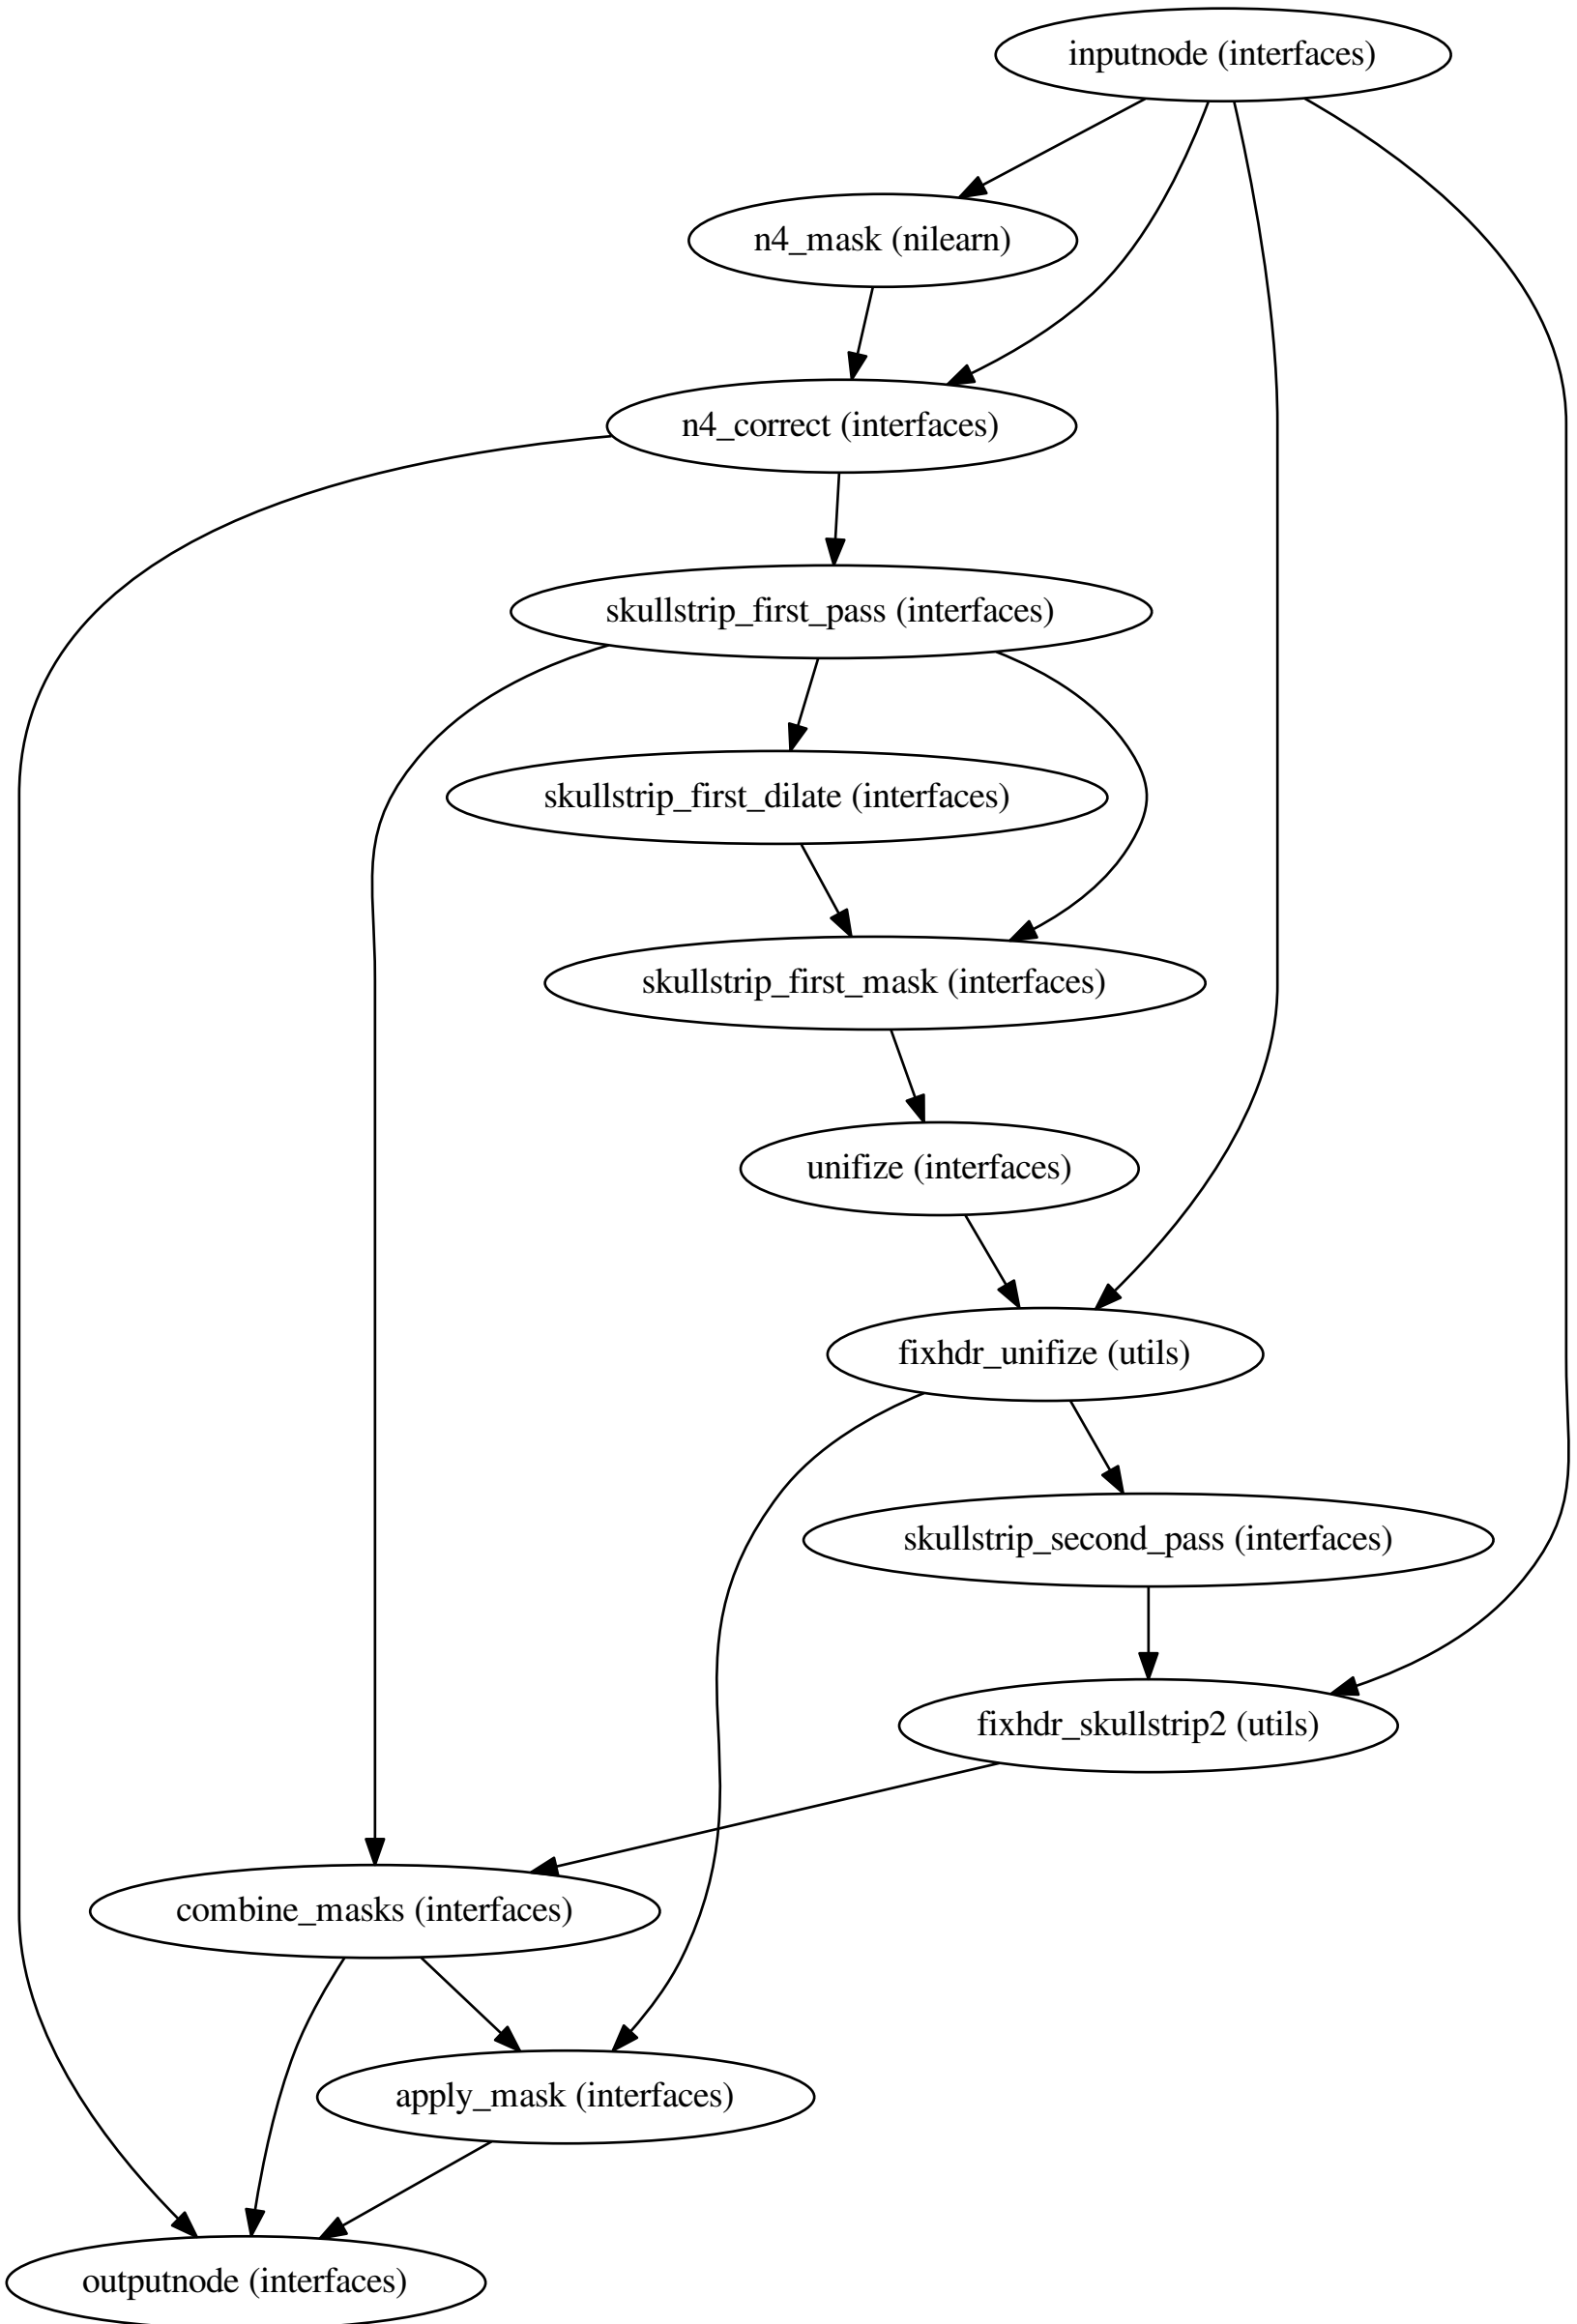 inputnode (interfaces)
n4_mask (nilearn)
n4_correct (interfaces)
skullstrip_first_pass (interfaces)
skullstrip_first_dilate (interfaces)
skullstrip_first_mask (interfaces)
unifize (interfaces)
fixhdr_unifize (utils)
skullstrip_second_pass (interfaces)
fixhdr_skullstrip2 (utils)
combine_masks (interfaces)
apply_mask (interfaces)
outputnode (interfaces)